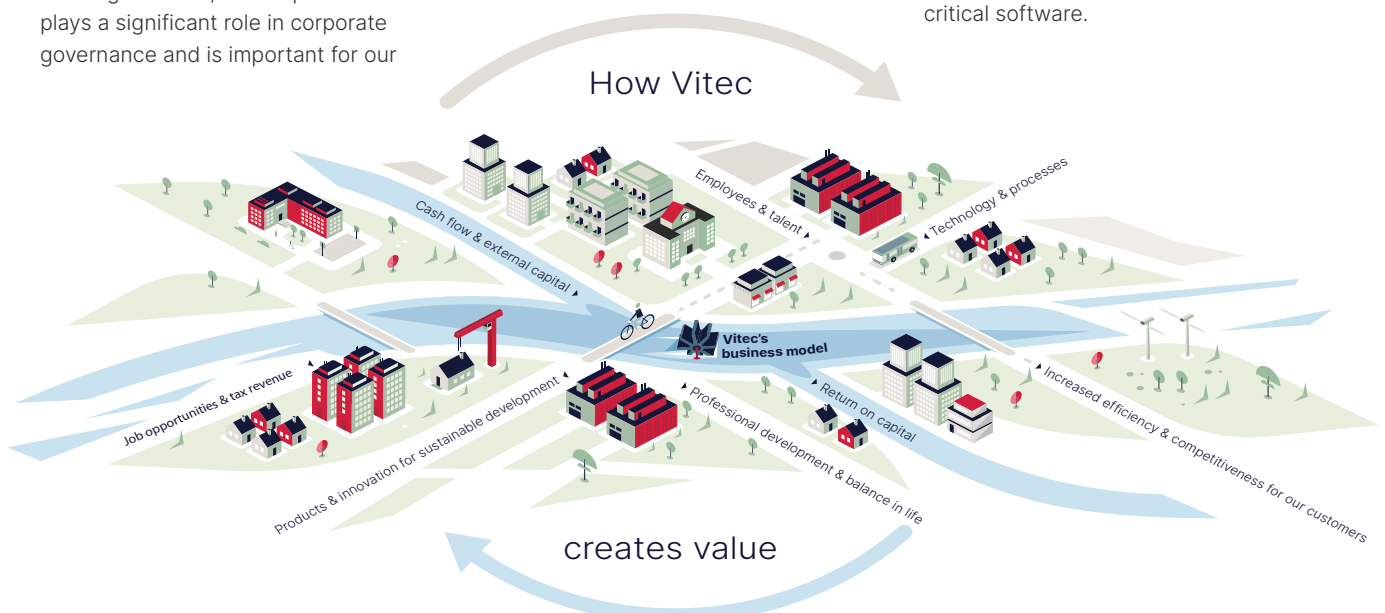 plays a significant role in corporate
governance and is important for our
critical software.
How Vitec
Employees & talent
Technology & processes
Cash flow & external capital
Vitec's
business model
Job opportunities & tax revenue
Products & innovation for sustainable development
Professional development & balance in life
Return on capital
Increased efficiency & competitiveness for our customers
creates value